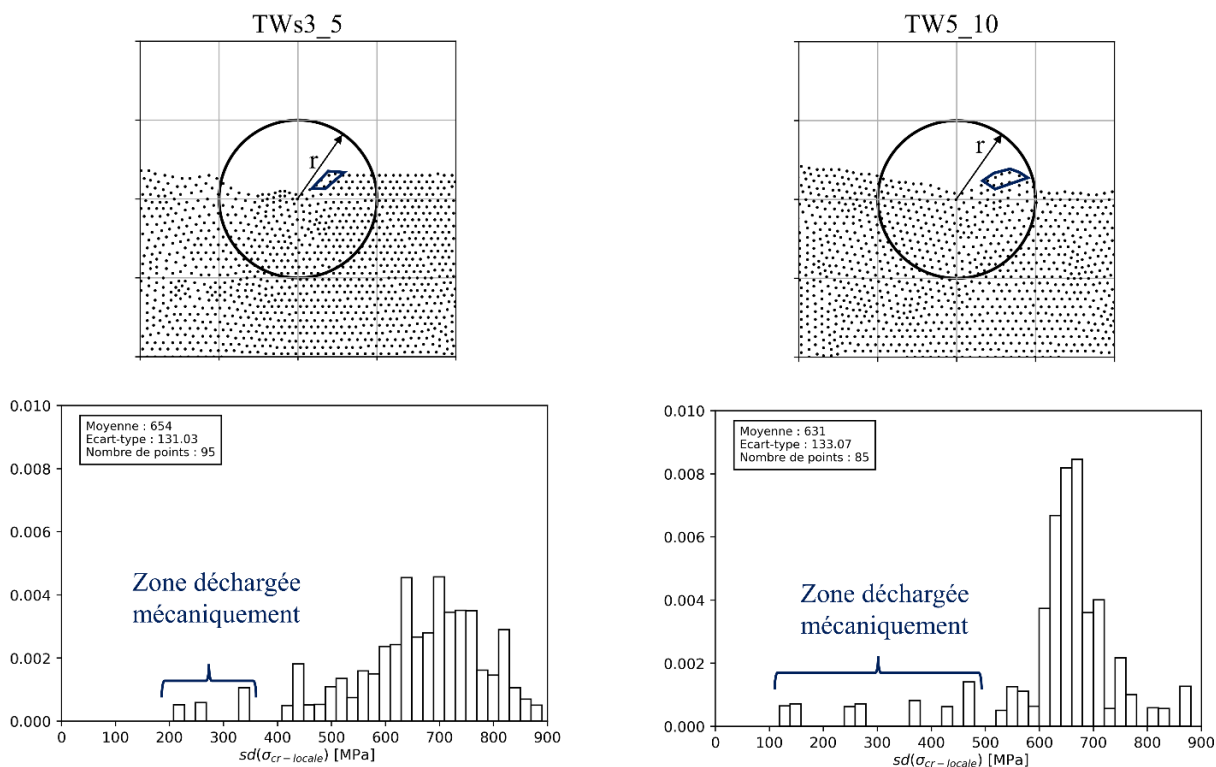 TWs3_5
TW5_10
r
r
0.010
0.008
0.006
0.004
0.002
0.000
Moyenne : 654
Ecart-type : 131.03
Nombre de points : 95
Zone déchargée
mécaniquement
0 100 200 300 400 500 600 700 800 900
sd(σcr−locale) [MPa]
0.010
0.008
0.006
0.004
0.002
0.000
Moyenne : 631
Ecart-type : 133.07
Nombre de points : 85
Zone déchargée
mécaniquement
0 100 200 300 400 500 600 700 800 900
sd(σcr−locale) [MPa]